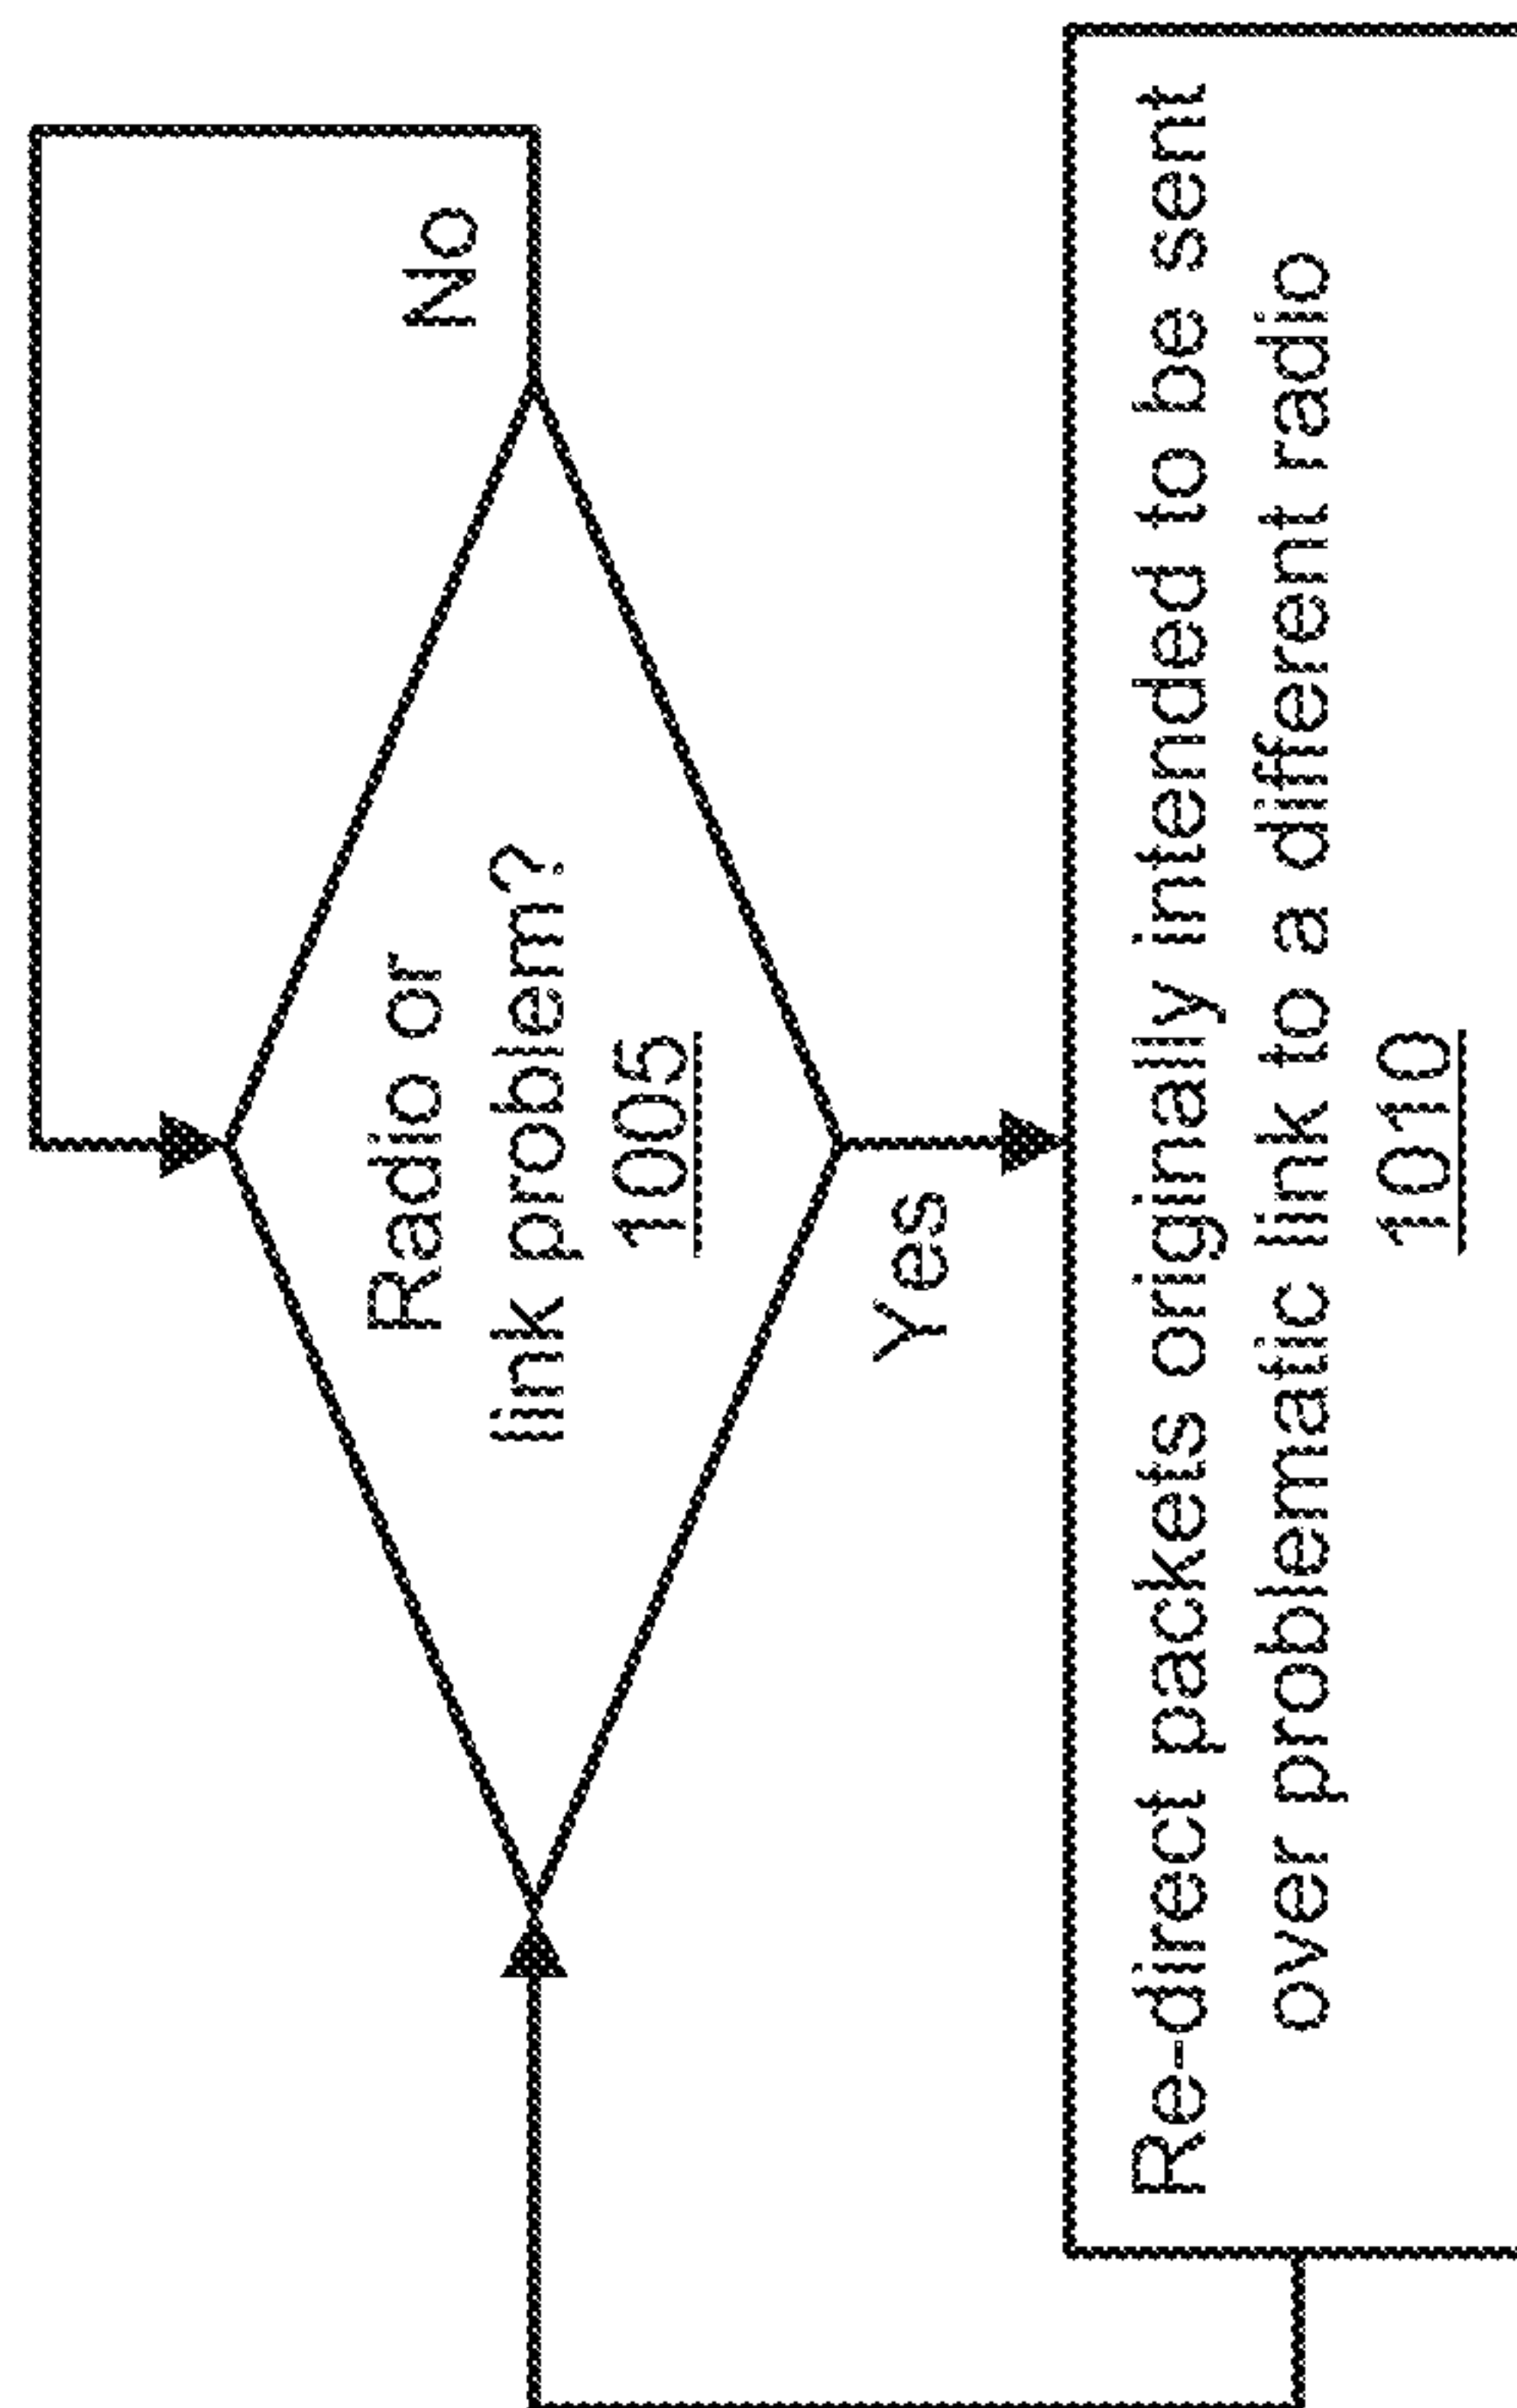 Radio or
link problem?
1005
No
Yes
Re-direct packets originally intended to be sent
over problematic link to a different radio
1010